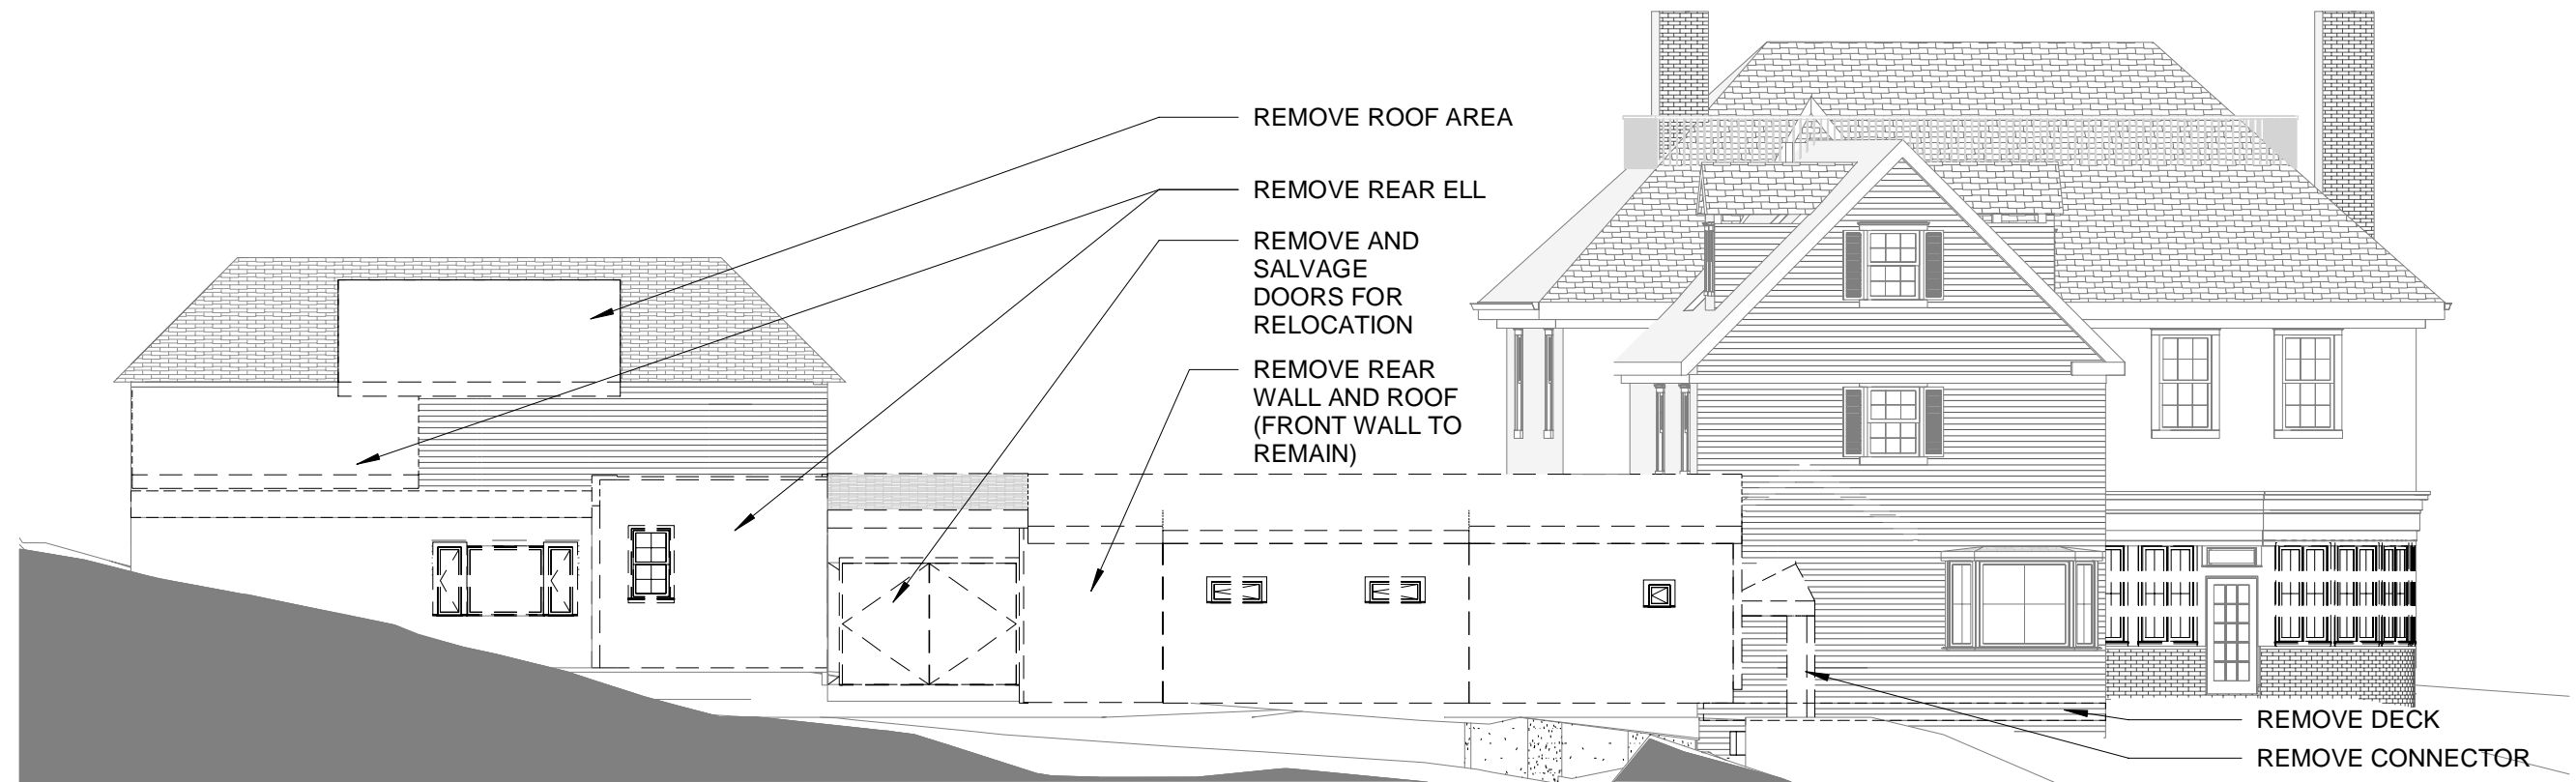 REMOVE ROOF AREA
REMOVE REAR ELL
REMOVE AND
SALVAGE
DOORS FOR
RELOCATION
REMOVE REAR
WALL AND ROOF
(FRONT WALL TO
REMAIN)
REMOVE DECK
REMOVE CONNECTOR